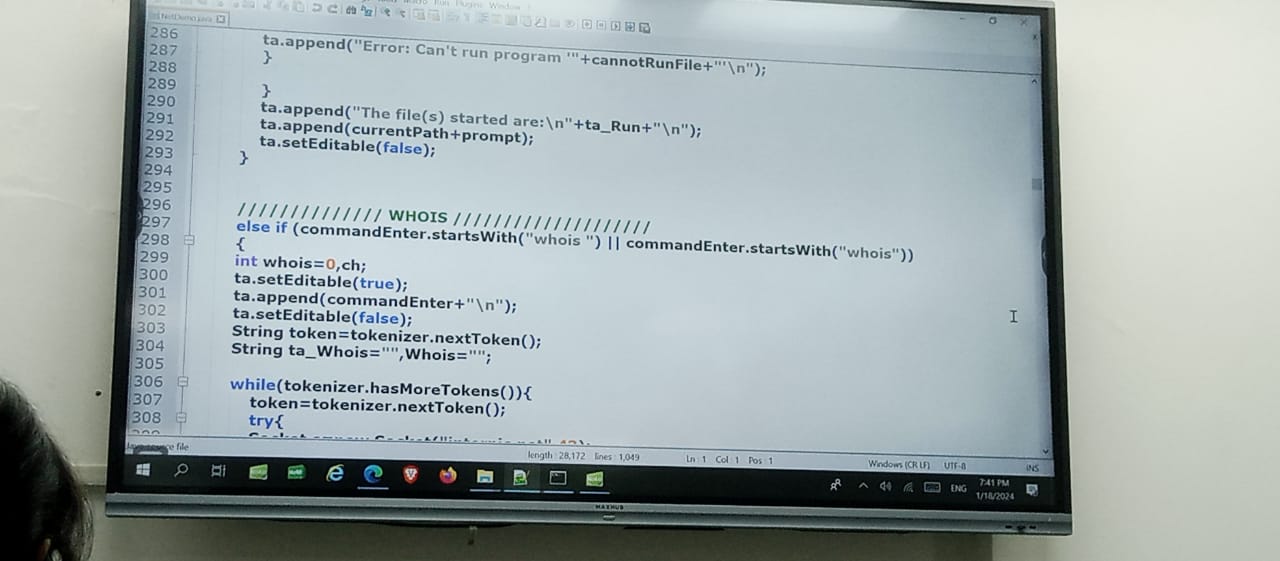 Macro Run Plugins Window
NetDemo.java
286
287 ta.append("Error: Can't run program '"+cannotRunFile+"'\n");
288 }
289
290 }
291 ta.append("The file(s) started are:\n"+ta_Run+"\n");
292 ta.append(currentPath+prompt);
293 ta.setEditable(false);
294 }
295
296
297 ////////////// WHOIS ////////////////////
298 else if (commandEnter.startsWith("whois ") || commandEnter.startsWith("whois"))
299 {
300 int whois=0,ch;
301 ta.setEditable(true);
302 ta.append(commandEnter+"\n");
303 ta.setEditable(false);
304 String token=tokenizer.nextToken();
305 String ta_Whois="",Whois="";
306
307 while(tokenizer.hasMoreTokens()){
308 token=tokenizer.nextToken();
try{
Java source file length : 28,172 lines : 1,049 Ln : 1 Col : 1 Pos : 1 Windows (CR LF) UTF-8 INS
ENG 7:41 PM
1/18/2024
MAXHUB